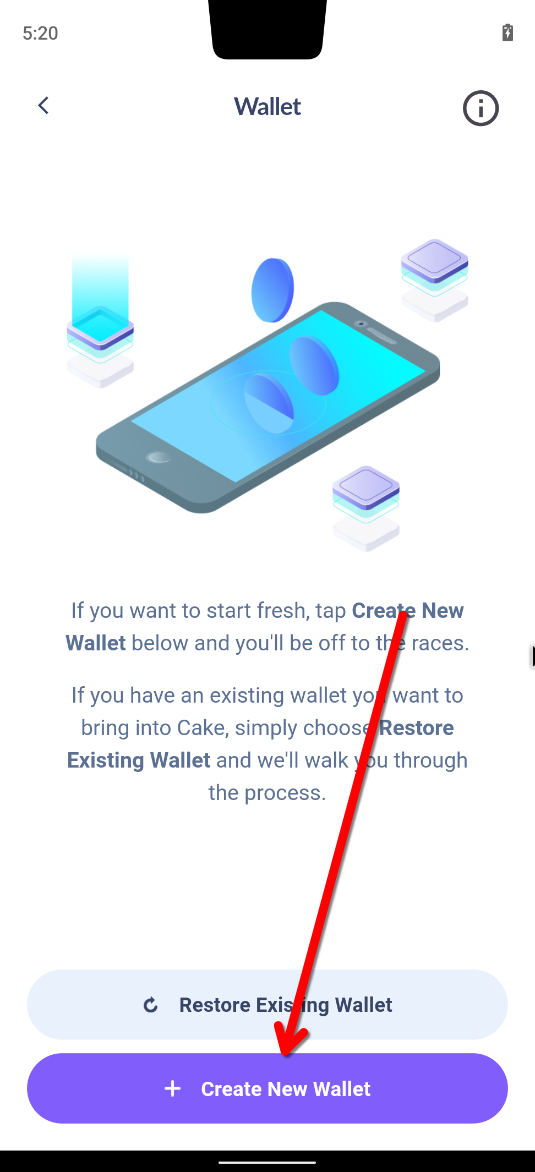 5:20
Wallet
If you want to start fresh, tap Create New
Wallet below and you'll be off to the races.
If you have an existing wallet you want to
bring into Cake, simply choose Restore
Existing Wallet and we'll walk you through
the process.
Restore Existing Wallet
Create New Wallet